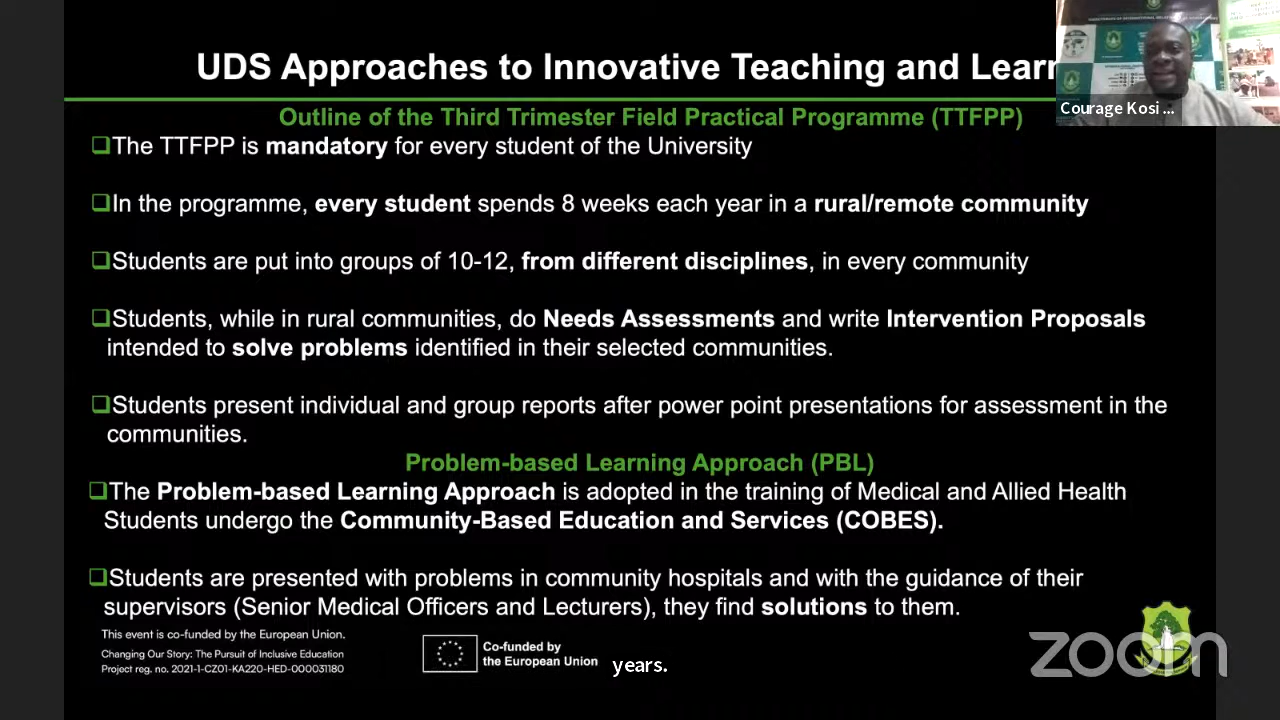 UDS Approaches to Innovative Teaching and Learn
Courage Kosi ...
Outline of the Third Trimester Field Practical Programme (TTFPP)
❑The TTFPP is mandatory for every student of the University
❑In the programme, every student spends 8 weeks each year in a rural/remote community
❑Students are put into groups of 10-12, from different disciplines, in every community
❑Students, while in rural communities, do Needs Assessments and write Intervention Proposals
intended to solve problems identified in their selected communities.
❑Students present individual and group reports after power point presentations for assessment in the
communities.
Problem-based Learning Approach (PBL)
❑The Problem-based Learning Approach is adopted in the training of Medical and Allied Health
Students undergo the Community-Based Education and Services (COBES).
❑Students are presented with problems in community hospitals and with the guidance of their
supervisors (Senior Medical Officers and Lecturers), they find solutions to them.
This event is co-funded by the European Union.
Changing Our Story: The Pursuit of Inclusive Education
Project reg. no. 2021-1-CZ01-KA220-HED-000031180
Co-funded by
the European Union
years.
zoom